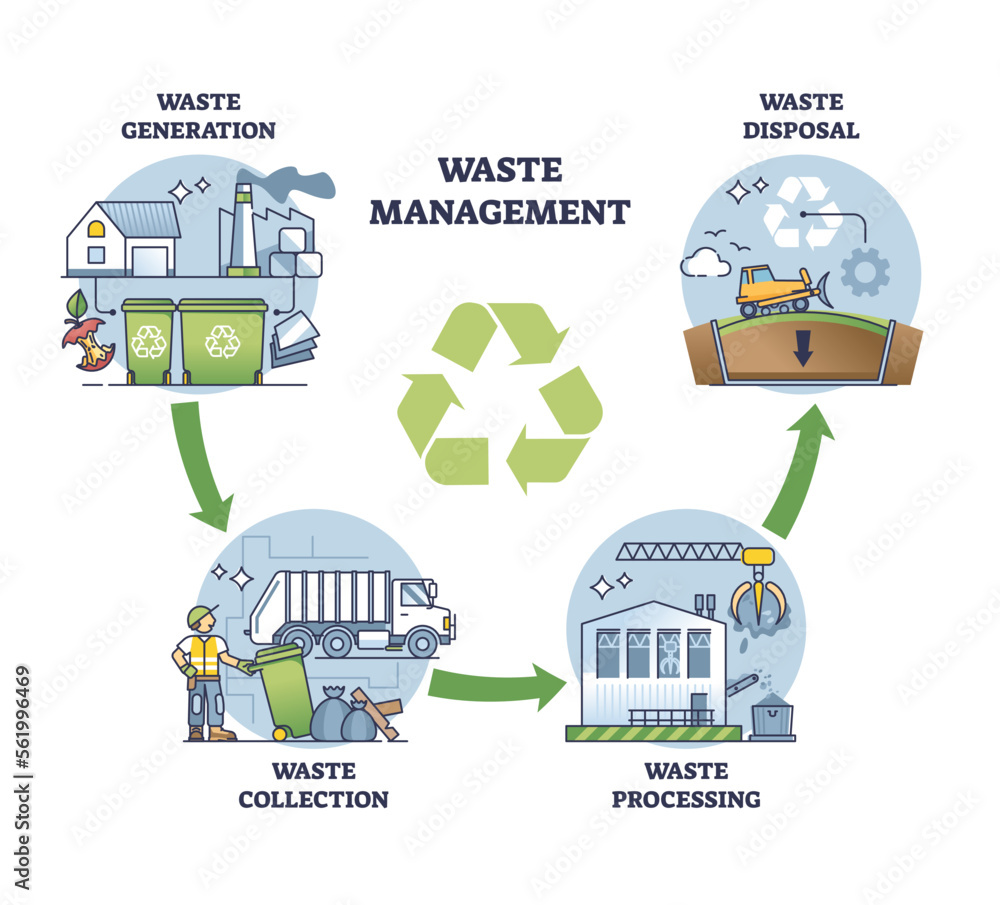 WASTE
GENERATION
WASTE
MANAGEMENT
WASTE
DISPOSAL
WASTE
COLLECTION
WASTE
PROCESSING
Adobe Stock | #561996469